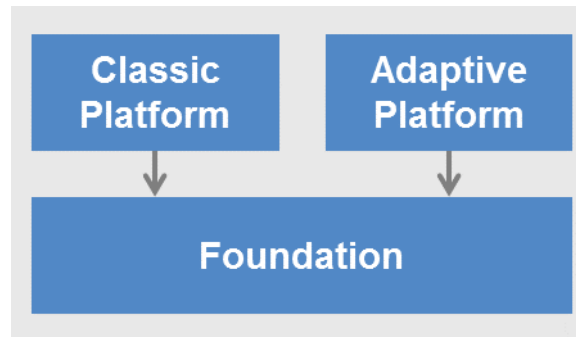 Classic
Platform
Adaptive
Platform
Foundation